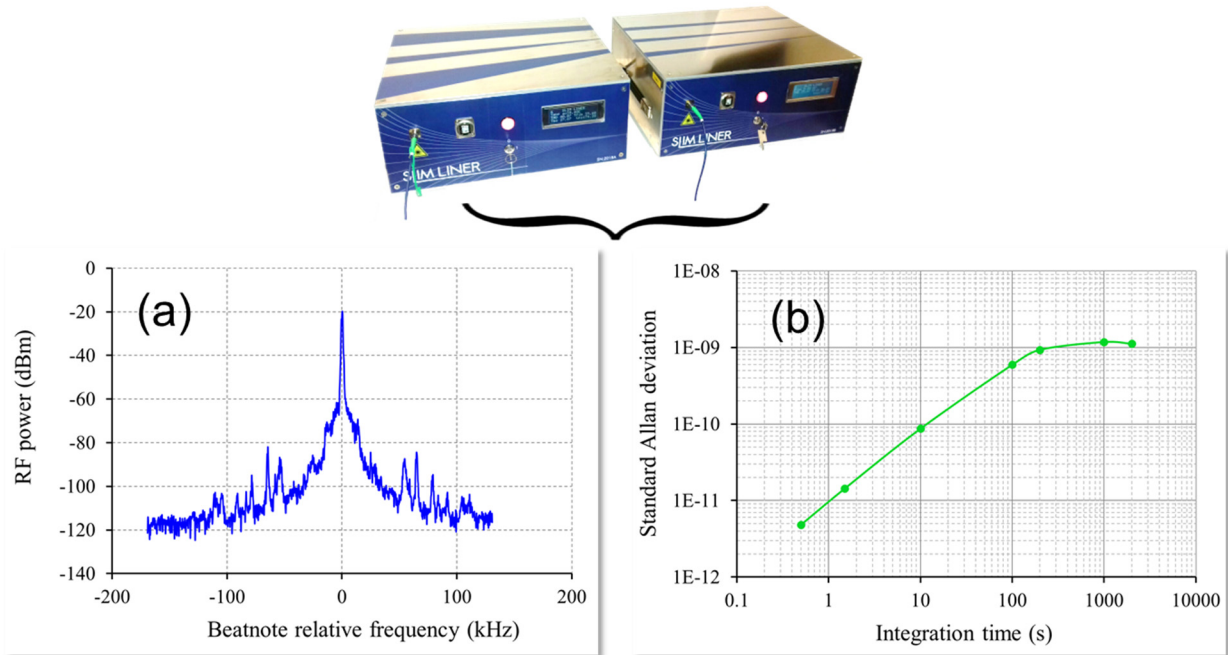 SLIM LINER
SLIM LINER
(a)
RF power (dBm)
0
-20
-40
-60
-80
-100
-120
-140
-200
-100
0
100
200
Beatnote relative frequency (kHz)
(b)
Standard Allan deviation
1E-08
1E-09
1E-10
1E-11
1E-12
0.1
1
10
100
1000
10000
Integration time (s)